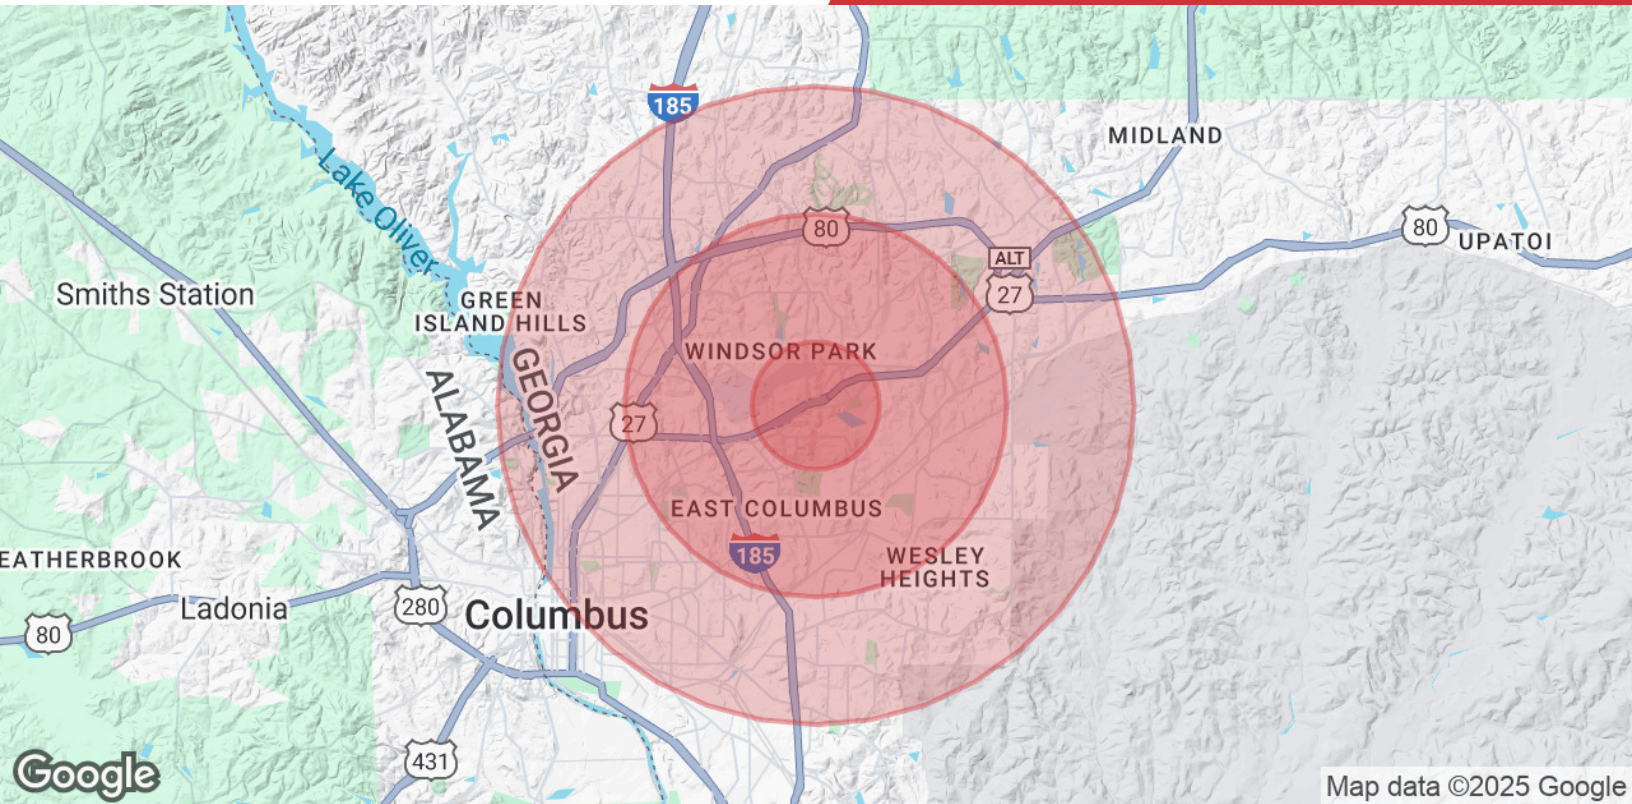 185
MIDLAND
Lake Oliver
80
80
UPATOI
ALT
27
Smiths Station
GREEN
ISLAND HILLS
WINDSOR PARK
GEORGIA
ALABAMA
27
EAST COLUMBUS
185
WESLEY
HEIGHTS
EATHERBROOK
Ladonia
280
Columbus
80
431
Google
Map data ©2025 Google